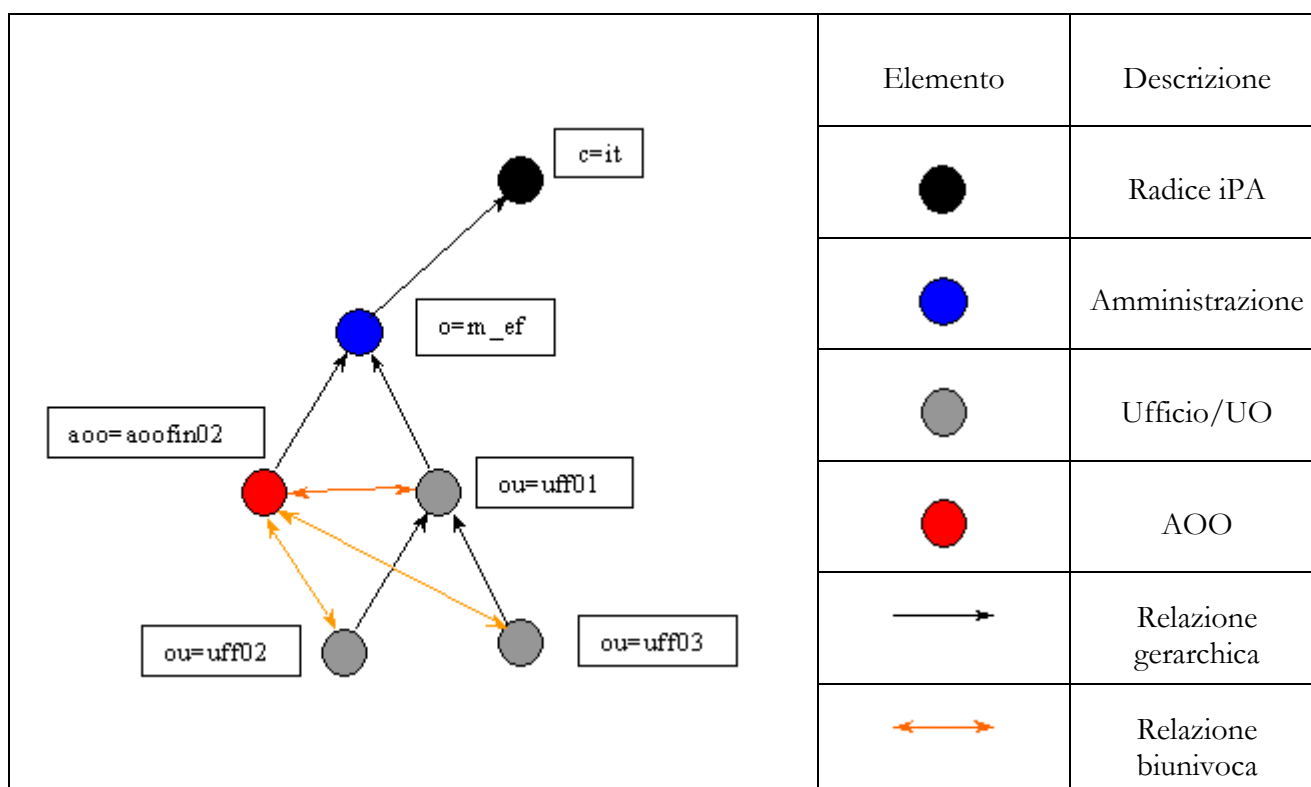 c=it
o=m_ef
aoo=aoofin02
ou=uff01
ou=uff02
ou=uff03
Elemento
Descrizione
Radice iPA
Amministrazione
Ufficio/UO
AOO
Relazione
gerarchica
Relazione
biunivoca